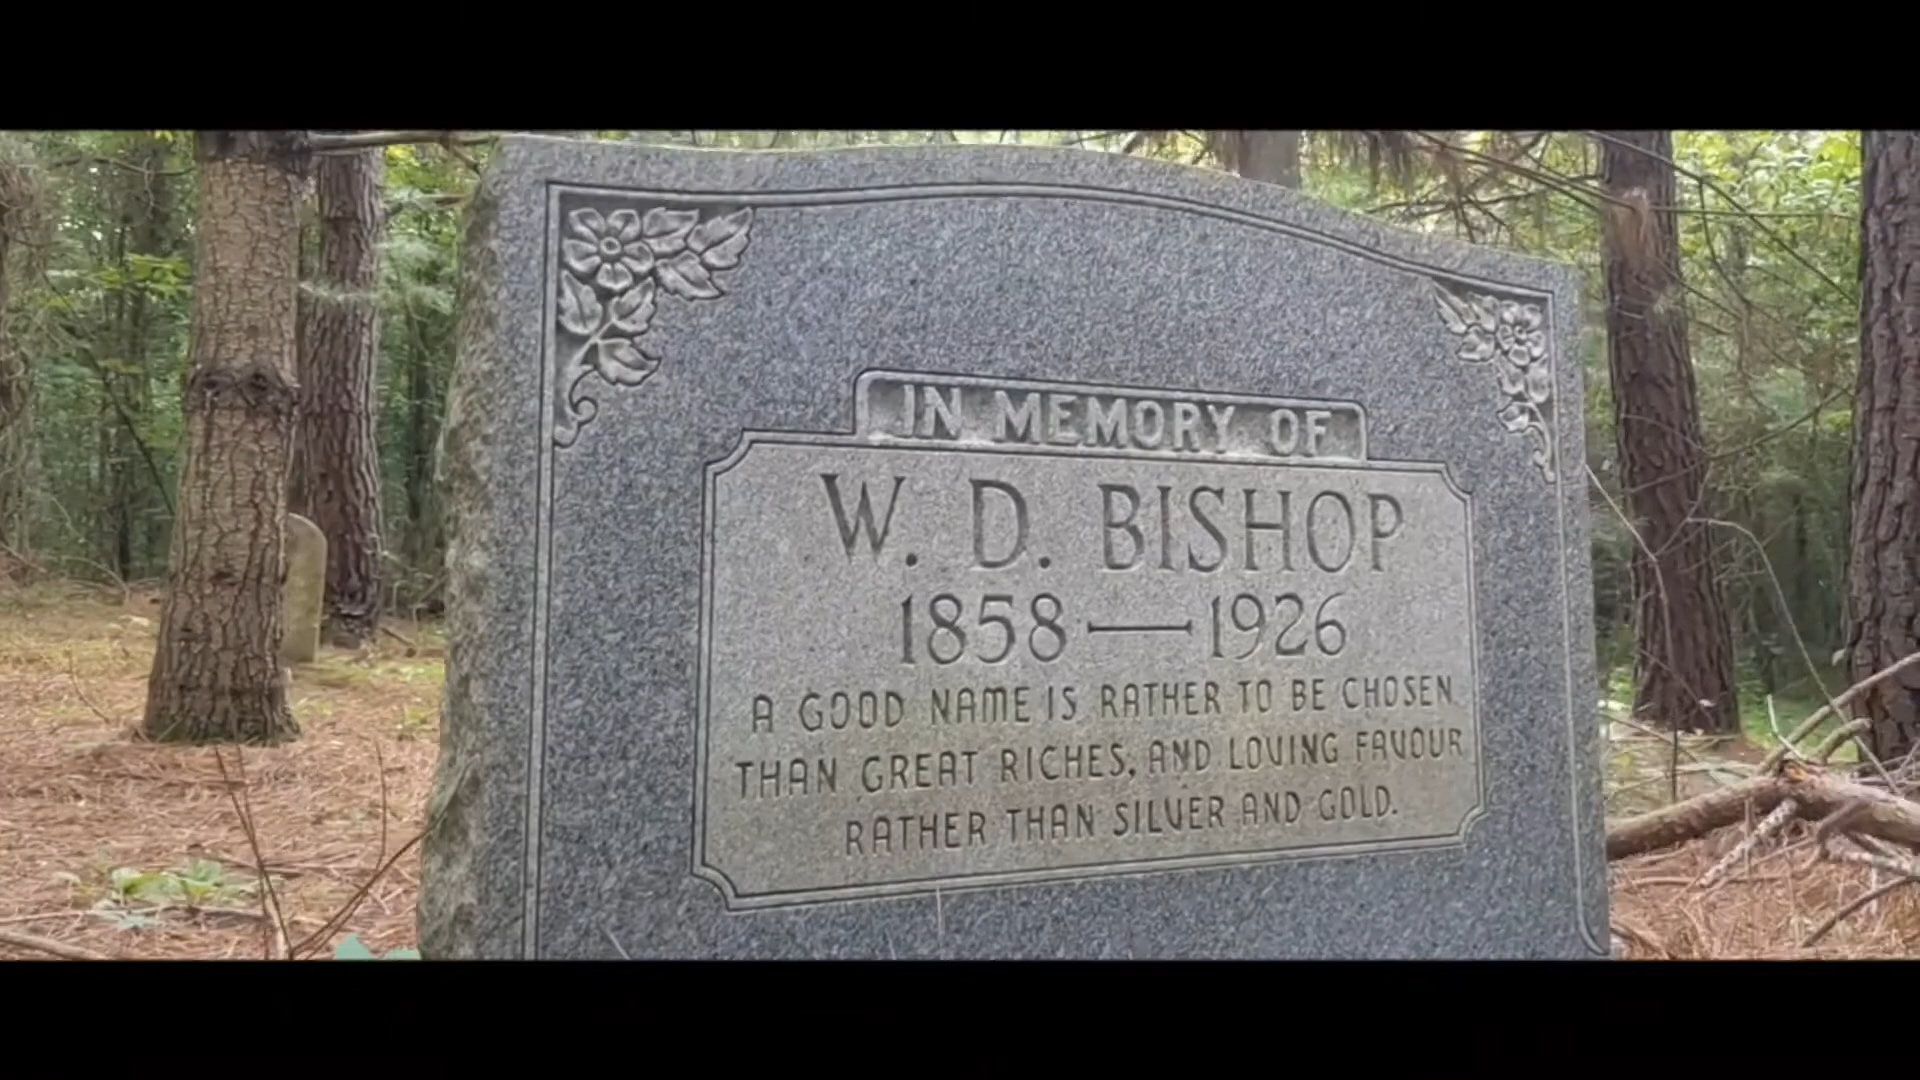 IN MEMORY OF
W. D. BISHOP
1858—1926
A GOOD NAME IS RATHER TO BE CHOSEN
THAN GREAT RICHES, AND LOVING FAVOUR
RATHER THAN SILVER AND GOLD.